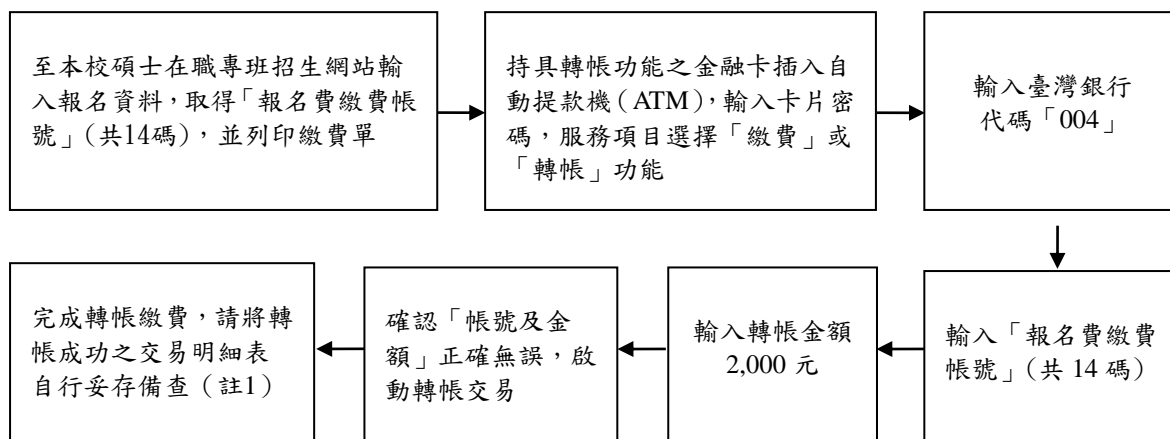 至本校碩士在職專班招生網站輸
入報名資料，取得「報名費繳費帳
號」（共14碼），並列印繳費單
持具轉帳功能之金融卡插入自
動提款機（ATM），輸入卡片密
碼，服務項目選擇「繳費」或
「轉帳」功能
輸入臺灣銀行
代碼「004」
輸入「報名費繳費
帳號」（共 14 碼）
輸入轉帳金額
2,000 元
確認「帳號及金
額」正確無誤，啟
動轉帳交易
完成轉帳繳費，請將轉
帳成功之交易明細表
自行妥存備查（註1）